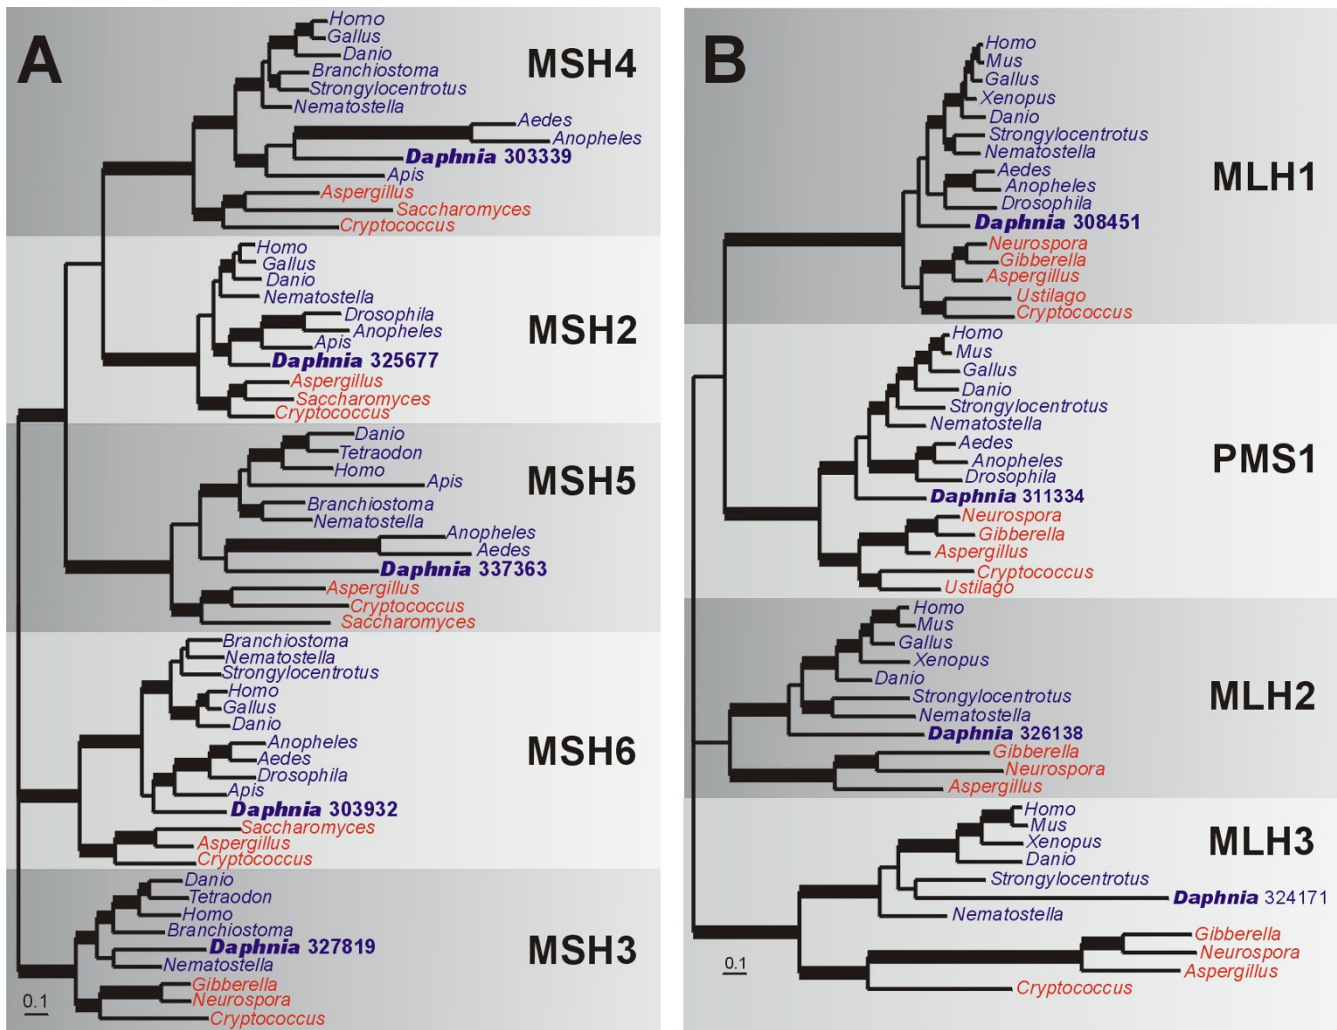 A
MSH4
Homo
Gallus
Danio
Branchiostoma
Strongylocentrotus
Nematostella
Aedes
Anopheles
Daphnia 303339
Apis
Aspergillus
Saccharomyces
Cryptococcus
MSH2
Homo
Gallus
Danio
Nematostella
Drosophila
Anopheles
Apis
Daphnia 325677
Aspergillus
Saccharomyces
Cryptococcus
MSH5
Danio
Tetraodon
Homo
Apis
Branchiostoma
Nematostella
Anopheles
Aedes
Daphnia 337363
Aspergillus
Cryptococcus
Saccharomyces
MSH6
Branchiostoma
Nematostella
Strongylocentrotus
Homo
Gallus
Danio
Anopheles
Aedes
Drosophila
Apis
Daphnia 303932
Saccharomyces
Aspergillus
Cryptococcus
MSH3
Danio
Tetraodon
Homo
Branchiostoma
Daphnia 327819
Nematostella
Gibberella
Neurospora
Cryptococcus
0.1
B
MLH1
Homo
Mus
Gallus
Xenopus
Danio
Strongylocentrotus
Nematostella
Aedes
Anopheles
Drosophila
Daphnia 308451
Neurospora
Gibberella
Aspergillus
Ustilago
Cryptococcus
PMS1
Homo
Mus
Gallus
Danio
Strongylocentrotus
Nematostella
Aedes
Anopheles
Drosophila
Daphnia 311334
Neurospora
Gibberella
Aspergillus
Cryptococcus
Ustilago
MLH2
Homo
Mus
Gallus
Xenopus
Danio
Strongylocentrotus
Nematostella
Daphnia 326138
Gibberella
Neurospora
Aspergillus
MLH3
Homo
Mus
Xenopus
Danio
Strongylocentrotus
Daphnia 324171
Nematostella
Gibberella
Neurospora
Aspergillus
Cryptococcus
0.1